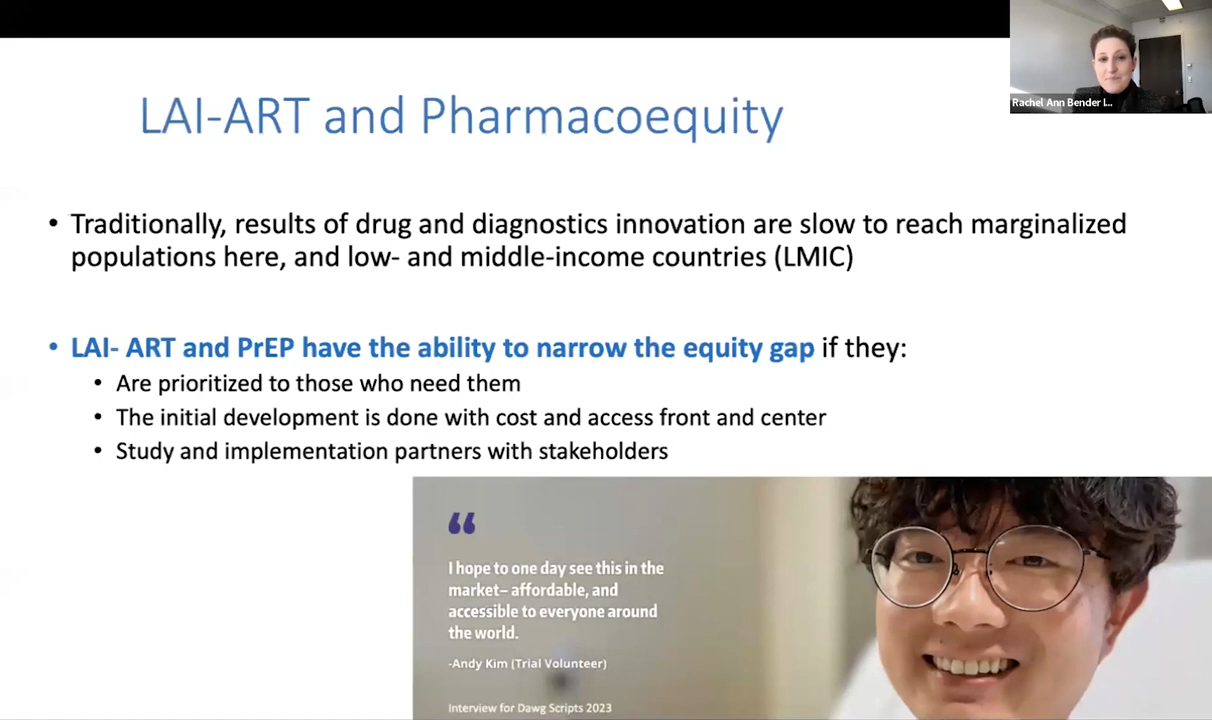 LAI-ART and Pharmacoequity
Rachel Ann Bender I...
• Traditionally, results of drug and diagnostics innovation are slow to reach marginalized
populations here, and low- and middle-income countries (LMIC)
• LAI- ART and PrEP have the ability to narrow the equity gap if they:
• Are prioritized to those who need them
• The initial development is done with cost and access front and center
• Study and implementation partners with stakeholders
“
I hope to one day see this in the
market– affordable, and
accessible to everyone around
the world.
-Andy Kim (Trial Volunteer)
Interview for Dawg Scripts 2023